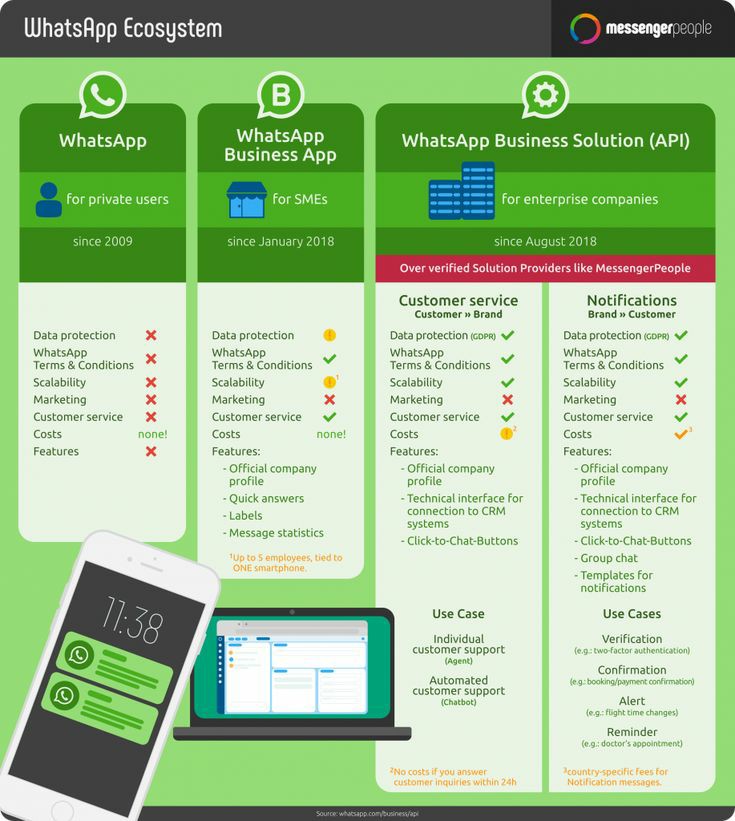 WhatsApp Ecosystem
messengerpeople
WhatsApp
for private users
since 2009
Data protection
WhatsApp
Terms & Conditions
Scalability
Marketing
Customer service
Costs none!
Features
B
WhatsApp
Business App
for SMEs
since January 2018
Data protection !
WhatsApp
Terms & Conditions
Scalability !1
Marketing
Customer service
Costs none!
Features:
- Official company
profile
- Quick answers
- Labels
- Message statistics
1Up to 5 employees, tied to
ONE smartphone.
WhatsApp Business Solution (API)
for enterprise companies
since August 2018
Over verified Solution Providers like MessengerPeople
Customer service
Customer » Brand
Data protection (GDPR)
WhatsApp
Terms & Conditions
Scalability
Marketing
Customer service
Costs !2
Features:
- Official company
profile
- Technical interface for
connection to CRM
systems
- Click-to-Chat-Buttons
Use Case
Individual
customer support
(Agent)
Automated
customer support
(Chatbot)
2No costs if you answer
customer inquiries within 24h
Notifications
Brand » Customer
Data protection (GDPR)
WhatsApp
Terms & Conditions
Scalability
Marketing
Customer service
Costs 3
Features:
- Official company
profile
- Technical interface for
connection to CRM
systems
- Click-to-Chat-Buttons
- Group chat
- Templates for
notifications
Use Cases
Verification
(e.g.: two-factor authentication)
Confirmation
(e.g.: booking/payment confirmation)
Alert
(e.g.: flight time changes)
Reminder
(e.g.: doctor's appointment)
3country-specific fees for
Notification messages.
11:38
Source: whatsapp.com/business/api